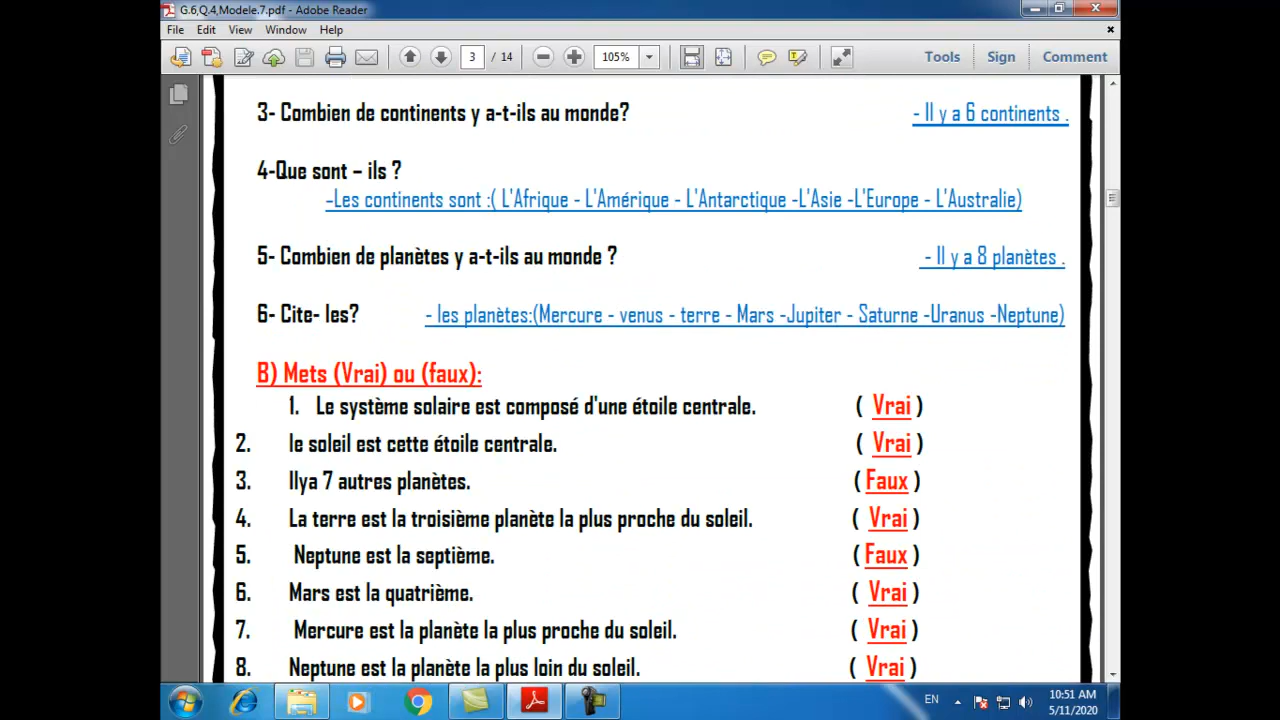 G.6,Q.4,Modele.7.pdf - Adobe Reader
File Edit View Window Help
3 / 14 105% Tools Sign Comment
3- Combien de continents y a-t-ils au monde? - Il y a 6 continents .
4-Que sont – ils ?
-Les continents sont :( L'Afrique - L'Amérique - L'Antarctique -L'Asie -L'Europe - L'Australie)
5- Combien de planètes y a-t-ils au monde ? - Il y a 8 planètes .
6- Cite- les? - les planètes:(Mercure - venus - terre - Mars -Jupiter - Saturne -Uranus -Neptune)
B) Mets (Vrai) ou (faux):
1. Le système solaire est composé d'une étoile centrale. ( Vrai )
2. le soleil est cette étoile centrale. ( Vrai )
3. Ilya 7 autres planètes. ( Faux )
4. La terre est la troisième planète la plus proche du soleil. ( Vrai )
5. Neptune est la septième. ( Faux )
6. Mars est la quatrième. ( Vrai )
7. Mercure est la planète la plus proche du soleil. ( Vrai )
8. Neptune est la planète la plus loin du soleil. ( Vrai )
EN 10:51 AM
5/11/2020